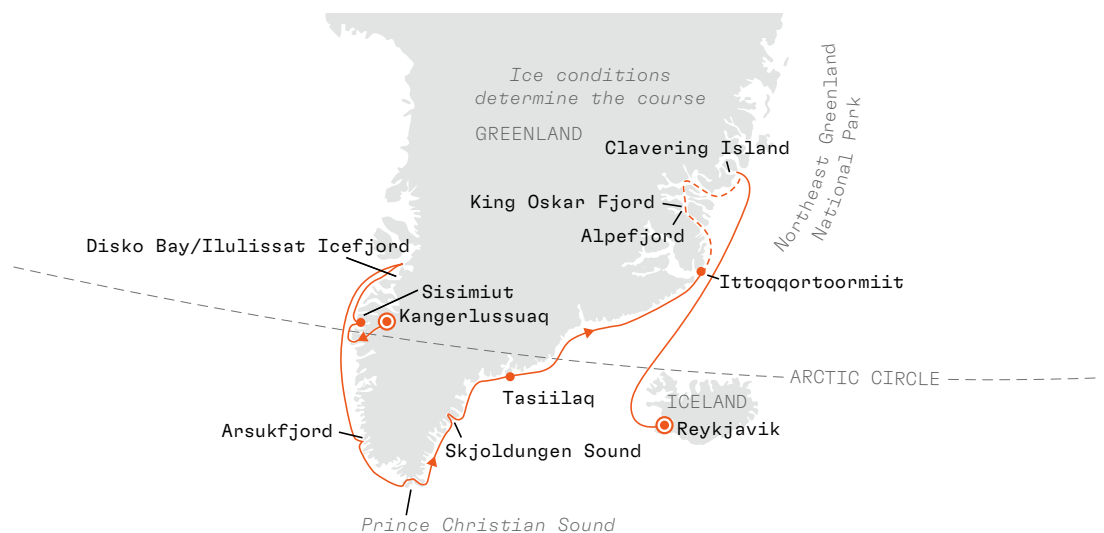 Ice conditions
determine the course
GREENLAND
Northeast Greenland
National Park
Clavering Island
King Oskar Fjord
Alpefjord
Disko Bay/Ilulissat Icefjord
Ittoqqortoormiit
Sisimiut
Kangerlussuaq
ARCTIC CIRCLE
Tasiilaq
ICELAND
Reykjavik
Arsukfjord
Skjoldungen Sound
Prince Christian Sound